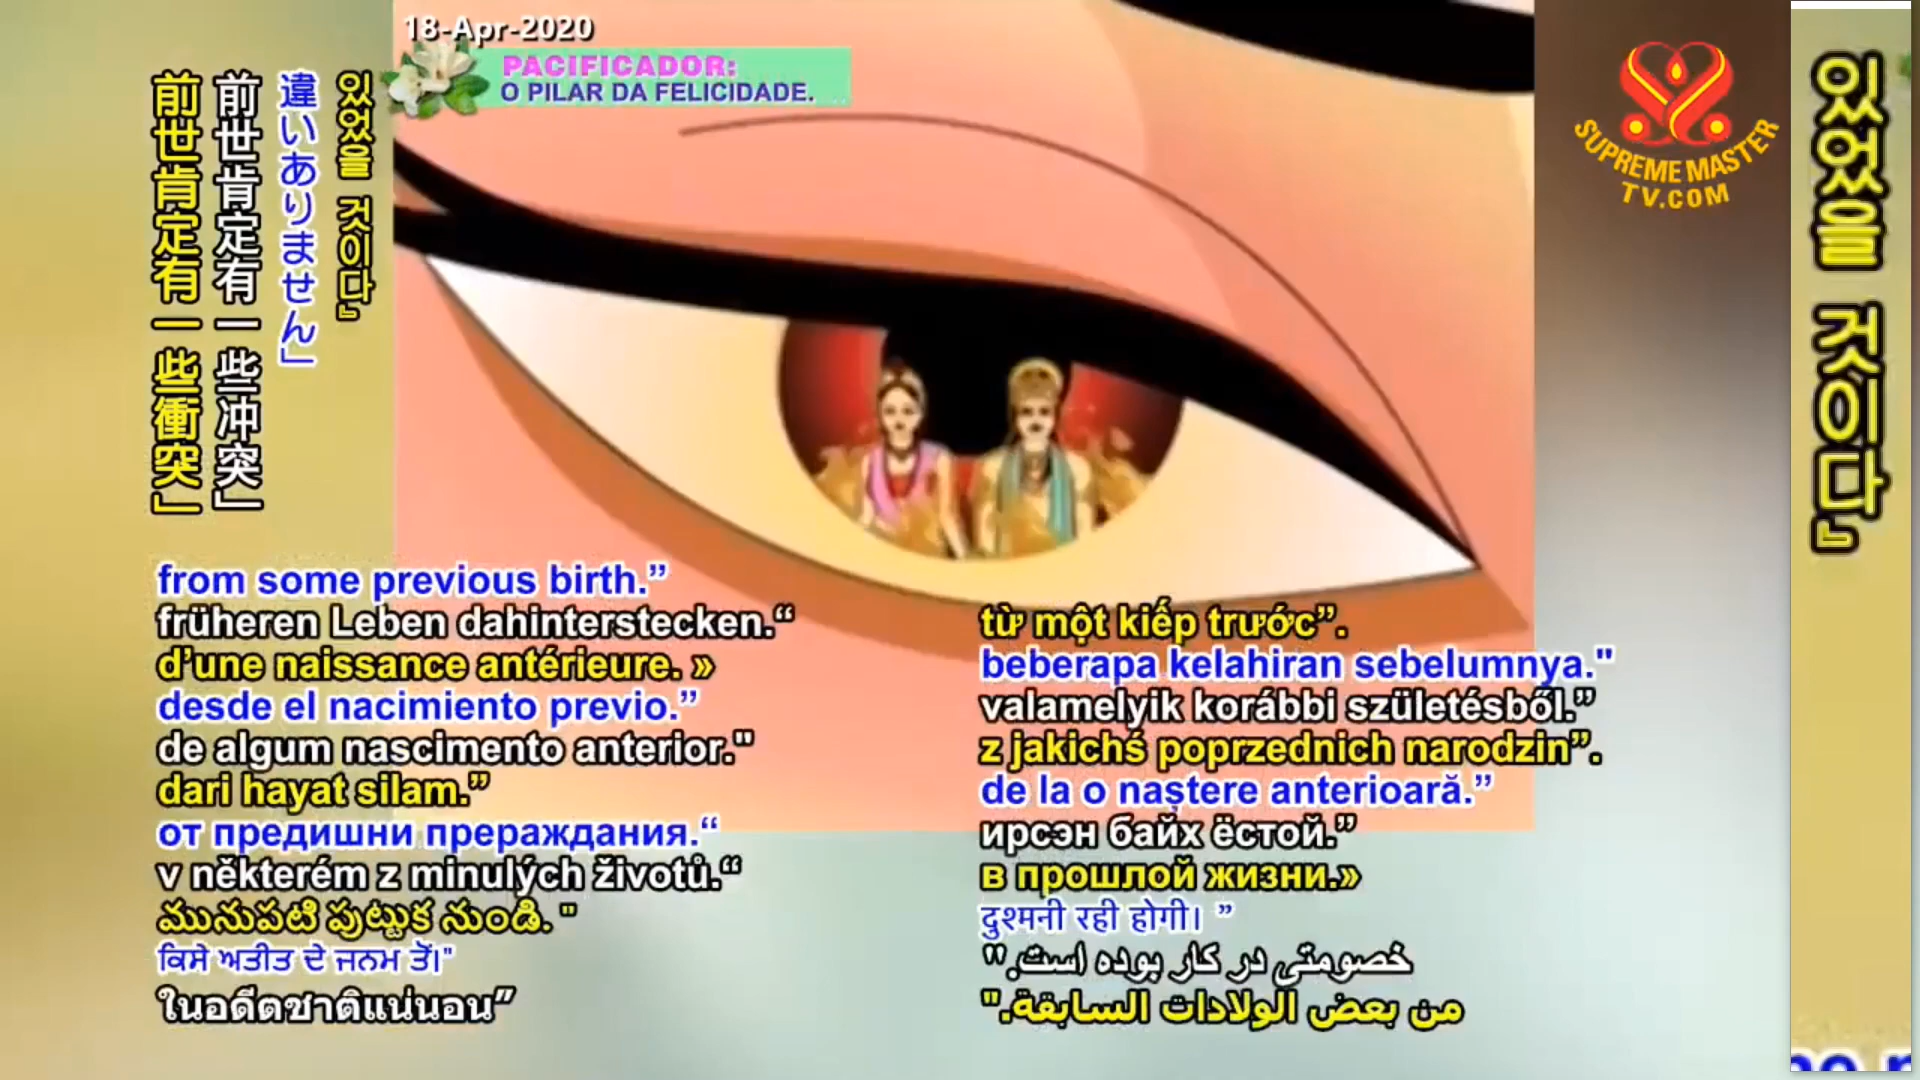 18-Apr-2020
PACIFICADOR:
O PILAR DA FELICIDADE.
SUPREME MASTER
TV.COM
있었을 것이다』
違いありません」
前世肯定有一些冲突」
前世肯定有一些衝突」
from some previous birth.”
früheren Leben dahinterstecken.“
d’une naissance antérieure. »
desde el nacimiento previo.”
de algum nascimento anterior."
dari hayat silam.”
от предишни прераждания.“
v některém z minulých životů.“
మునుపటి పుట్టుక నుండి. "
ਕਿਸੇ ਅਤੀਤ ਦੇ ਜਨਮ ਤੋਂ।"
ในอดีตชาติแน่นอน”
từ một kiếp trước”.
beberapa kelahiran sebelumnya."
valamelyik korábbi születésből.”
z jakichś poprzednich narodzin”.
de la o naștere anterioară.”
ирсэн байх ёстой.”
в прошлой жизни.»
दुश्मनी रही होगी। ”
خصومتی در کار بوده است."
من بعض الولادات السابقة."
있었을 것이다』